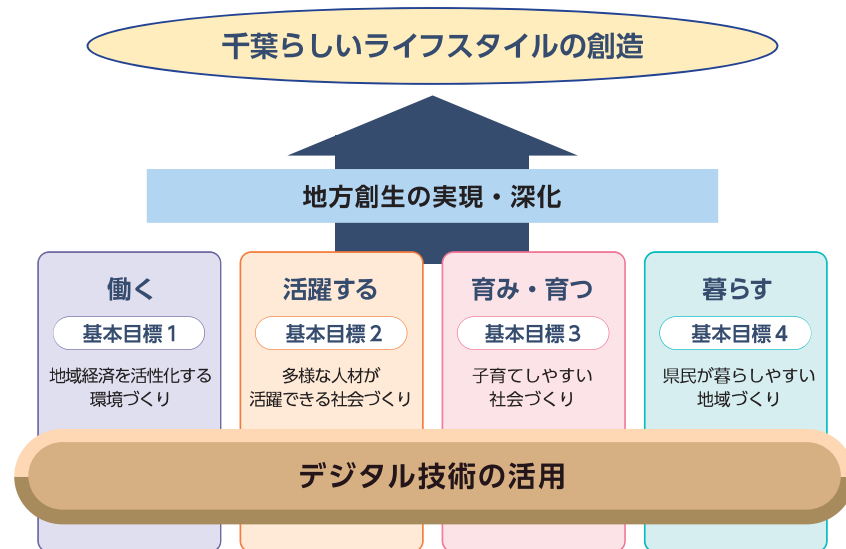 千葉らしいライフスタイルの創造
地方創生の実現・深化
働く
基本目標1
地域経済を活性化する
環境づくり
活躍する
基本目標2
多様な人材が
活躍できる社会づくり
育み・育つ
基本目標3
子育てしやすい
社会づくり
暮らす
基本目標4
県民が暮らしやすい
地域づくり
デジタル技術の活用